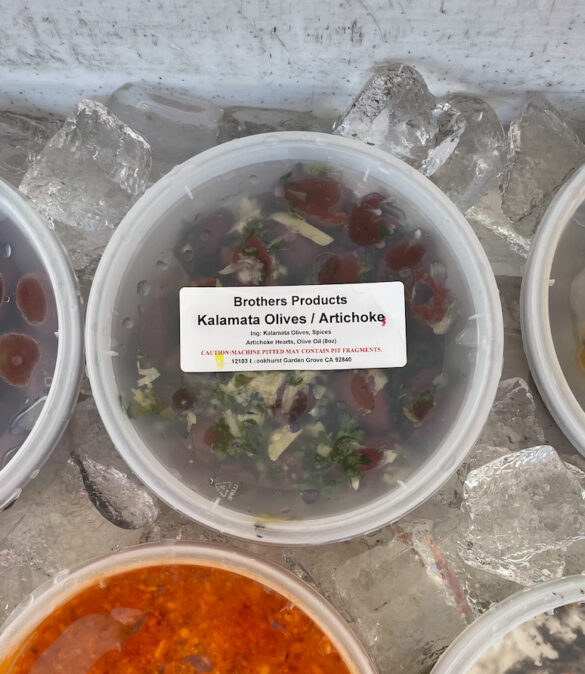 Brothers Products
Kalamata Olives / Artichoke
Ing: Kalamata Olives, Spices
Artichoke Hearts, Olive Oil (8oz)
CAUTION:MACHINE PITTED MAY CONTAIN PIT FRAGMENTS.
12103 Garden Grove CA 92840